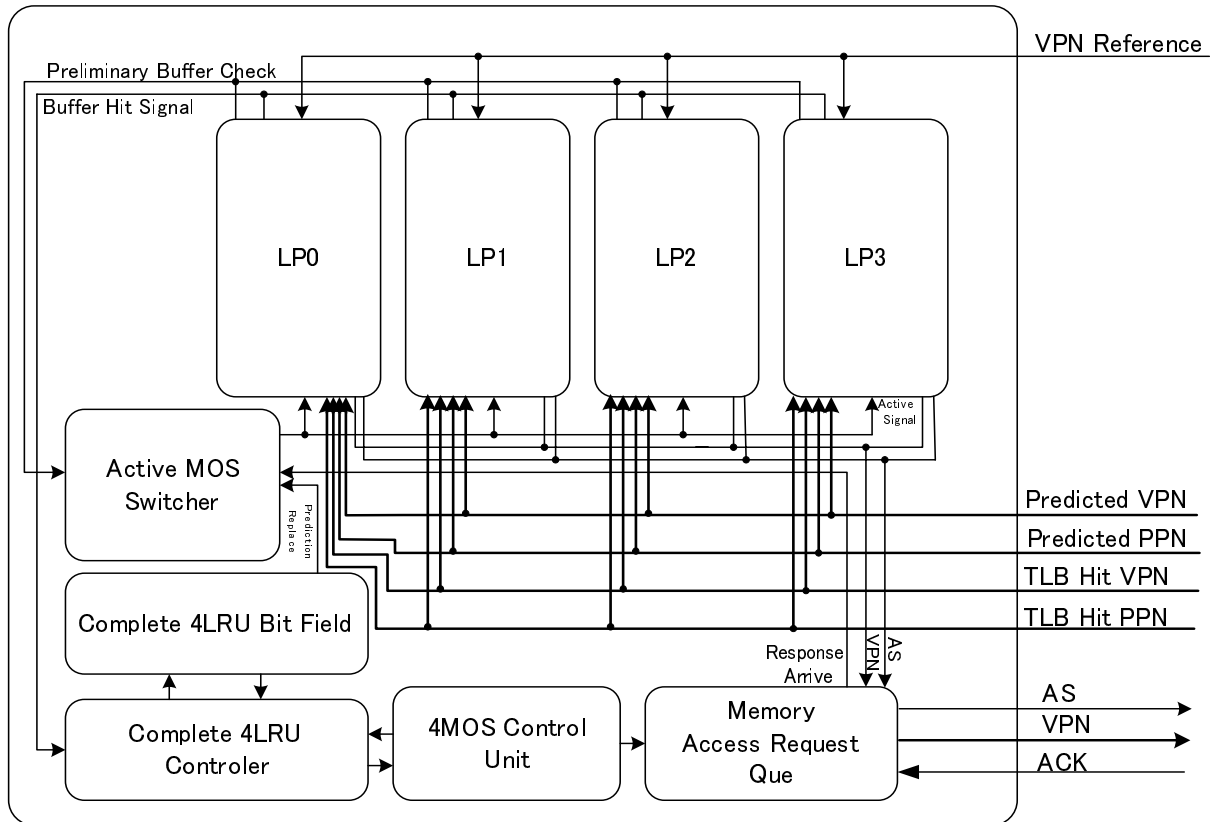 VPN Reference
Preliminary Buffer Check
Buffer Hit Signal
LP0
LP1
LP2
LP3
Active
Signal
Active MOS
Switcher
Prediction
Replace
Predicted VPN
Predicted PPN
TLB Hit VPN
TLB Hit PPN
Complete 4LRU Bit Field
Response
Arrive
VPN
AS
Complete 4LRU
Controler
4MOS Control
Unit
Memory
Access Request
Que
AS
VPN
ACK